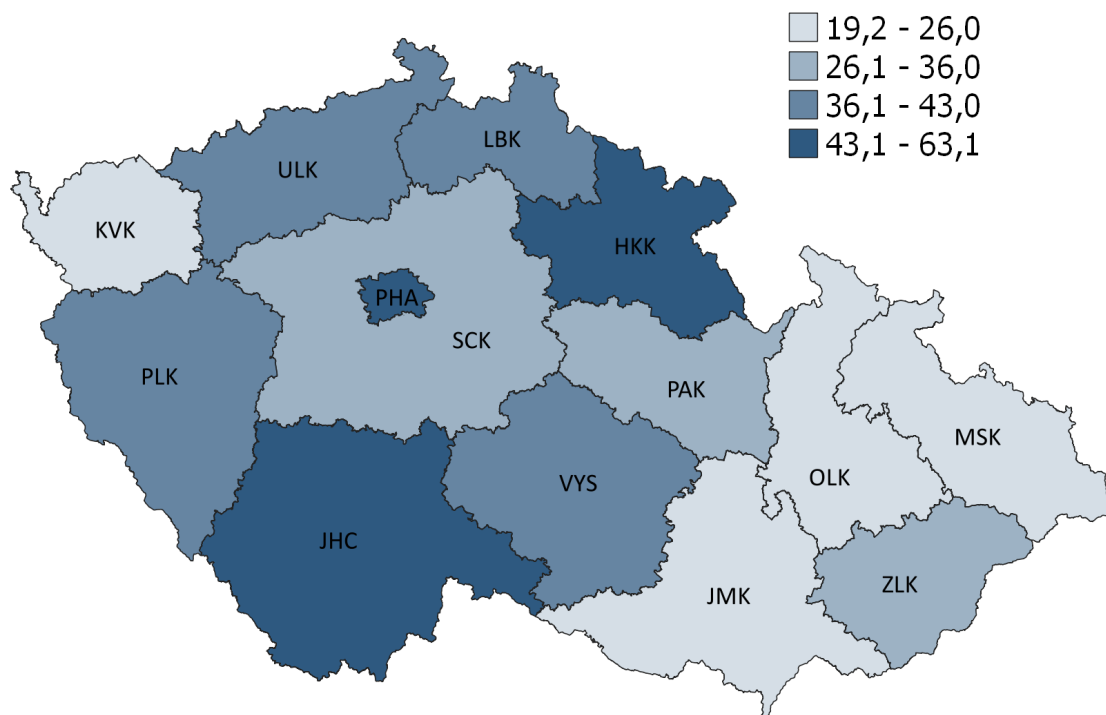 19,2 - 26,0
26,1 - 36,0
36,1 - 43,0
43,1 - 63,1
LBK
ULK
KVK
HKK
PHA
SCK
PLK
PAK
MSK
OLK
VYS
JHC
ZLK
JMK